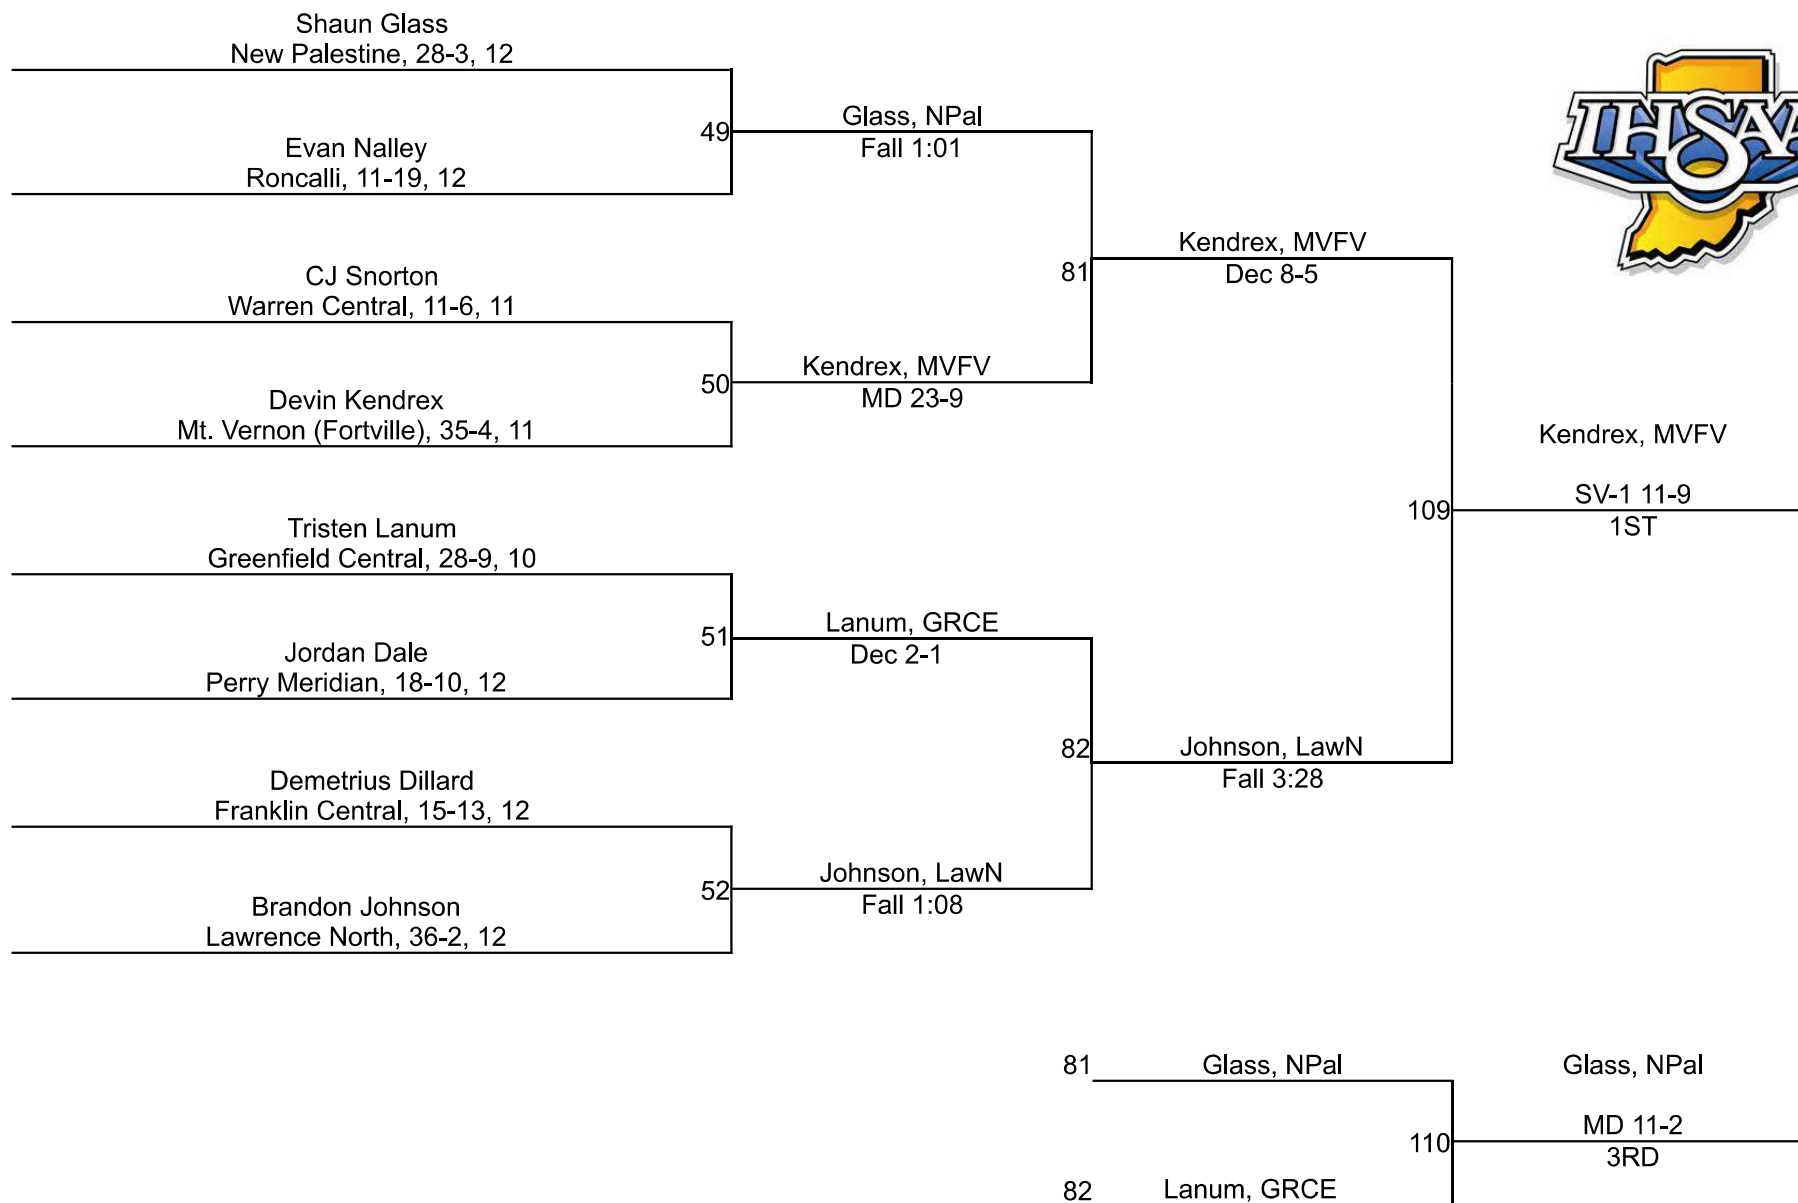 Shaun Glass
New Palestine, 28-3, 12
49
Glass, NPal
Fall 1:01
Evan Nalley
Roncalli, 11-19, 12
IHSAA
81
Kendrex, MVFV
Dec 8-5
CJ Snorton
Warren Central, 11-6, 11
50
Kendrex, MVFV
MD 23-9
Devin Kendrex
Mt. Vernon (Fortville), 35-4, 11
109
Kendrex, MVFV
SV-1 11-9
1ST
Tristen Lanum
Greenfield Central, 28-9, 10
51
Lanum, GRCE
Dec 2-1
Jordan Dale
Perry Meridian, 18-10, 12
82
Johnson, LawN
Fall 3:28
Demetrius Dillard
Franklin Central, 15-13, 12
52
Johnson, LawN
Fall 1:08
Brandon Johnson
Lawrence North, 36-2, 12
81
Glass, NPal
110
Glass, NPal
MD 11-2
3RD
82
Lanum, GRCE